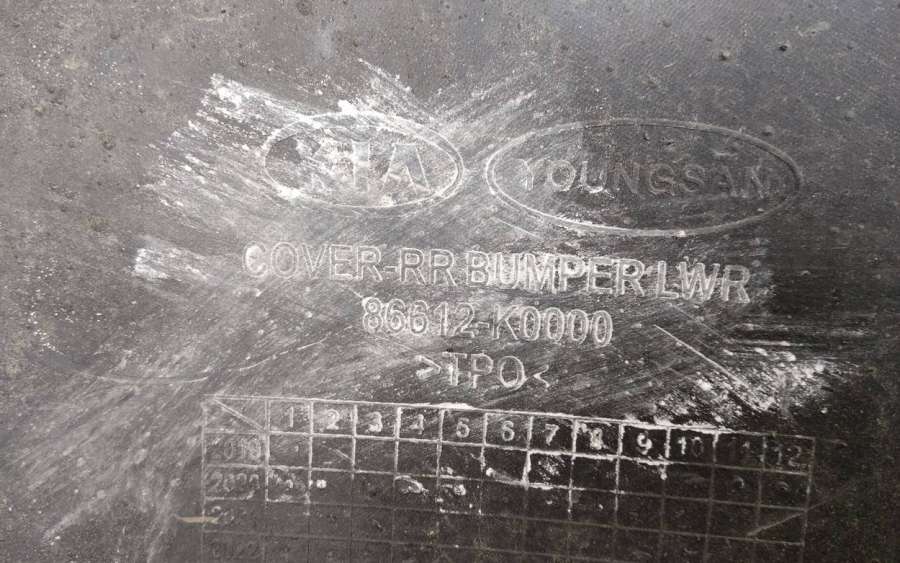 KIA YOUNGSAN
COVER-RR BUMPER LWR
86612-K0000
>TPO<
1 2 3 4 5 6 7 8 9 10 11 12
2019
2020